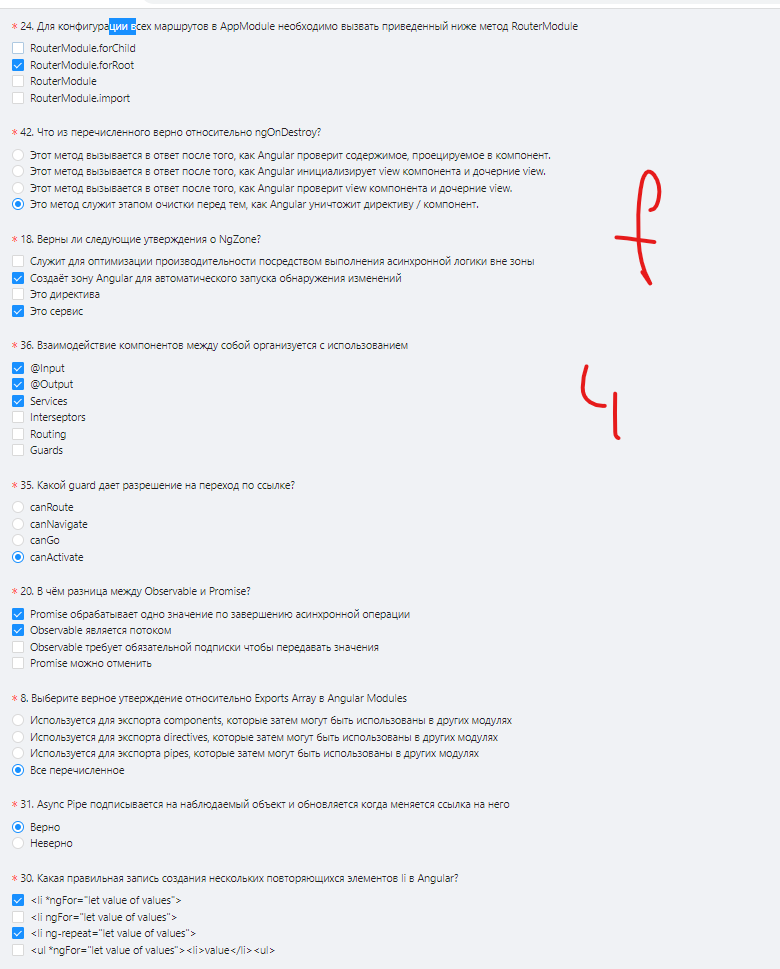 * 24. Для конфигурации всех маршрутов в AppModule необходимо вызвать приведенный ниже метод RouterModule
RouterModule.forChild
RouterModule.forRoot
RouterModule
RouterModule.import
* 42. Что из перечисленного верно относительно ngOnDestroy?
Этот метод вызывается в ответ после того, как Angular проверит содержимое, проецируемое в компонент.
Этот метод вызывается в ответ после того, как Angular инициализирует view компонента и дочерние view.
Этот метод вызывается в ответ после того, как Angular проверит view компонента и дочерние view.
Это метод служит этапом очистки перед тем, как Angular уничтожит директиву / компонент.
* 18. Верны ли следующие утверждения о NgZone?
Служит для оптимизации производительности посредством выполнения асинхронной логики вне зоны
Создаёт зону Angular для автоматического запуска обнаружения изменений
Это директива
Это сервис
* 36. Взаимодействие компонентов между собой организуется с использованием
@Input
@Output
Services
Interseptors
Routing
Guards
4
* 35. Какой guard дает разрешение на переход по ссылке?
canRoute
canNavigate
canGo
canActivate
* 20. В чём разница между Observable и Promise?
Promise обрабатывает одно значение по завершению асинхронной операции
Observable является потоком
Observable требует обязательной подписки чтобы передавать значения
Promise можно отменить
* 8. Выберите верное утверждение относительно Exports Array в Angular Modules
Используется для экспорта components, которые затем могут быть использованы в других модулях
Используется для экспорта directives, которые затем могут быть использованы в других модулях
Используется для экспорта pipes, которые затем могут быть использованы в других модулях
Все перечисленное
* 31. Async Pipe подписывается на наблюдаемый объект и обновляется когда меняется ссылка на него
Верно
Неверно
* 30. Какая правильная запись создания нескольких повторяющихся элементов li в Angular?
<li *ngFor="let value of values">
<li ngFor="let value of values">
<li ng-repeat="let value of values">
<ul *ngFor="let value of values"><li>value</li><ul>